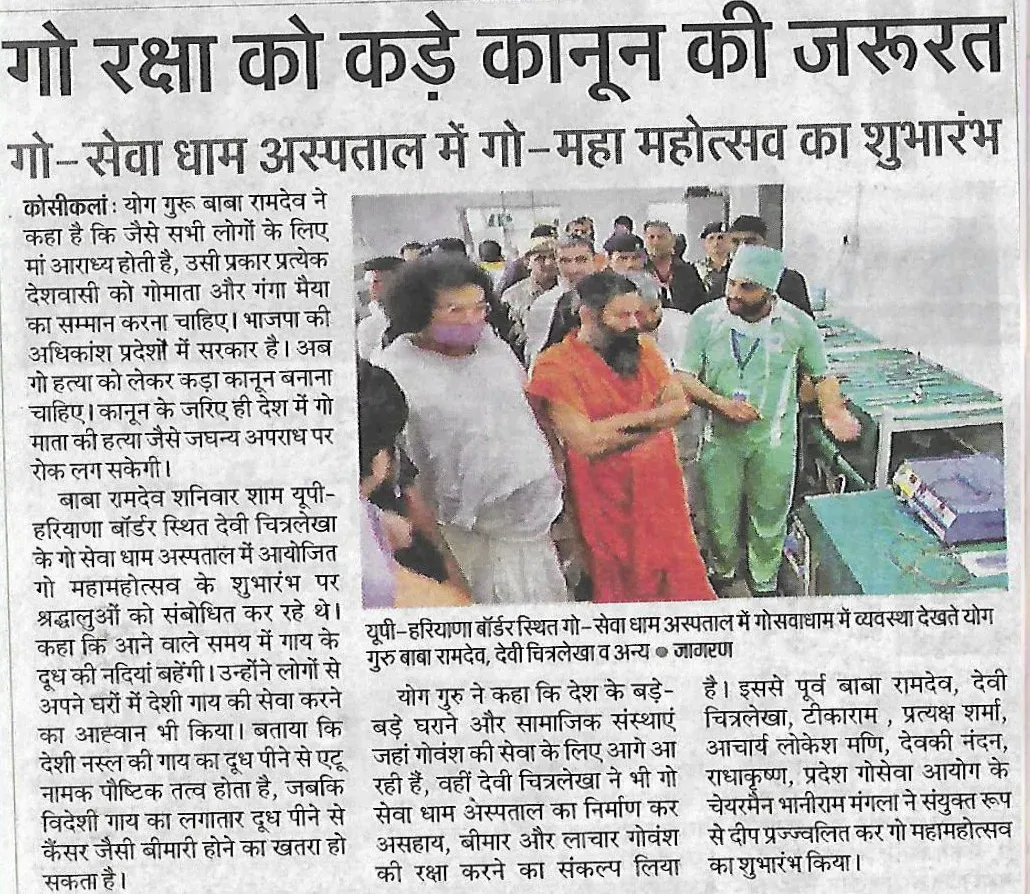 गो रक्षा को कड़े कानून की जरूरत
गो-सेवा धाम अस्पताल में गो-महा महोत्सव का शुभारंभ
कोसीकलां: योग गुरू बाबा रामदेव ने
कहा है कि जैसे सभी लोगों के लिए
मां आराध्य होती है, उसी प्रकार प्रत्येक
देशवासी को गोमाता और गंगा मैया
का सम्मान करना चाहिए। भाजपा की
अधिकांश प्रदेशों में सरकार है। अब
गो हत्या को लेकर कड़ा कानून बनाना
चाहिए। कानून के जरिए ही देश में गो
माता की हत्या जैसे जघन्य अपराध पर
रोक लग सकेगी।
बाबा रामदेव शनिवार शाम यूपी-
हरियाणा बॉर्डर स्थित देवी चित्रलेखा
के गो सेवा धाम अस्पताल में आयोजित
गो महामहोत्सव के शुभारंभ पर
श्रद्धालुओं को संबोधित कर रहे थे।
कहा कि आने वाले समय में गाय के
दूध की नदियां बहेंगी। उन्होंने लोगों से
अपने घरों में देशी गाय की सेवा करने
का आह्वान भी किया। बताया कि
देशी नस्ल की गाय का दूध पीने से एटू
नामक पौष्टिक तत्व होता है, जबकि
विदेशी गाय का लगातार दूध पीने से
कैंसर जैसी बीमारी होने का खतरा हो
सकता है।
यूपी-हरियाणा बॉर्डर स्थित गो-सेवा धाम अस्पताल में गोसवाधाम में व्यवस्था देखते योग
गुरु बाबा रामदेव, देवी चित्रलेखा व अन्य ● जागरण
योग गुरु ने कहा कि देश के बड़े-
बड़े घराने और सामाजिक संस्थाएं
जहां गोवंश की सेवा के लिए आगे आ
रही हैं, वहीं देवी चित्रलेखा ने भी गो
सेवा धाम अस्पताल का निर्माण कर
असहाय, बीमार और लाचार गोवंश
की रक्षा करने का संकल्प लिया
है। इससे पूर्व बाबा रामदेव, देवी
चित्रलेखा, टीकाराम , प्रत्यक्ष शर्मा,
आचार्य लोकेश मणि, देवकी नंदन,
राधाकृष्ण, प्रदेश गोसेवा आयोग के
चेयरमैन भानीराम मंगला ने संयुक्त रूप
से दीप प्रज्ज्वलित कर गो महामहोत्सव
का शुभारंभ किया।